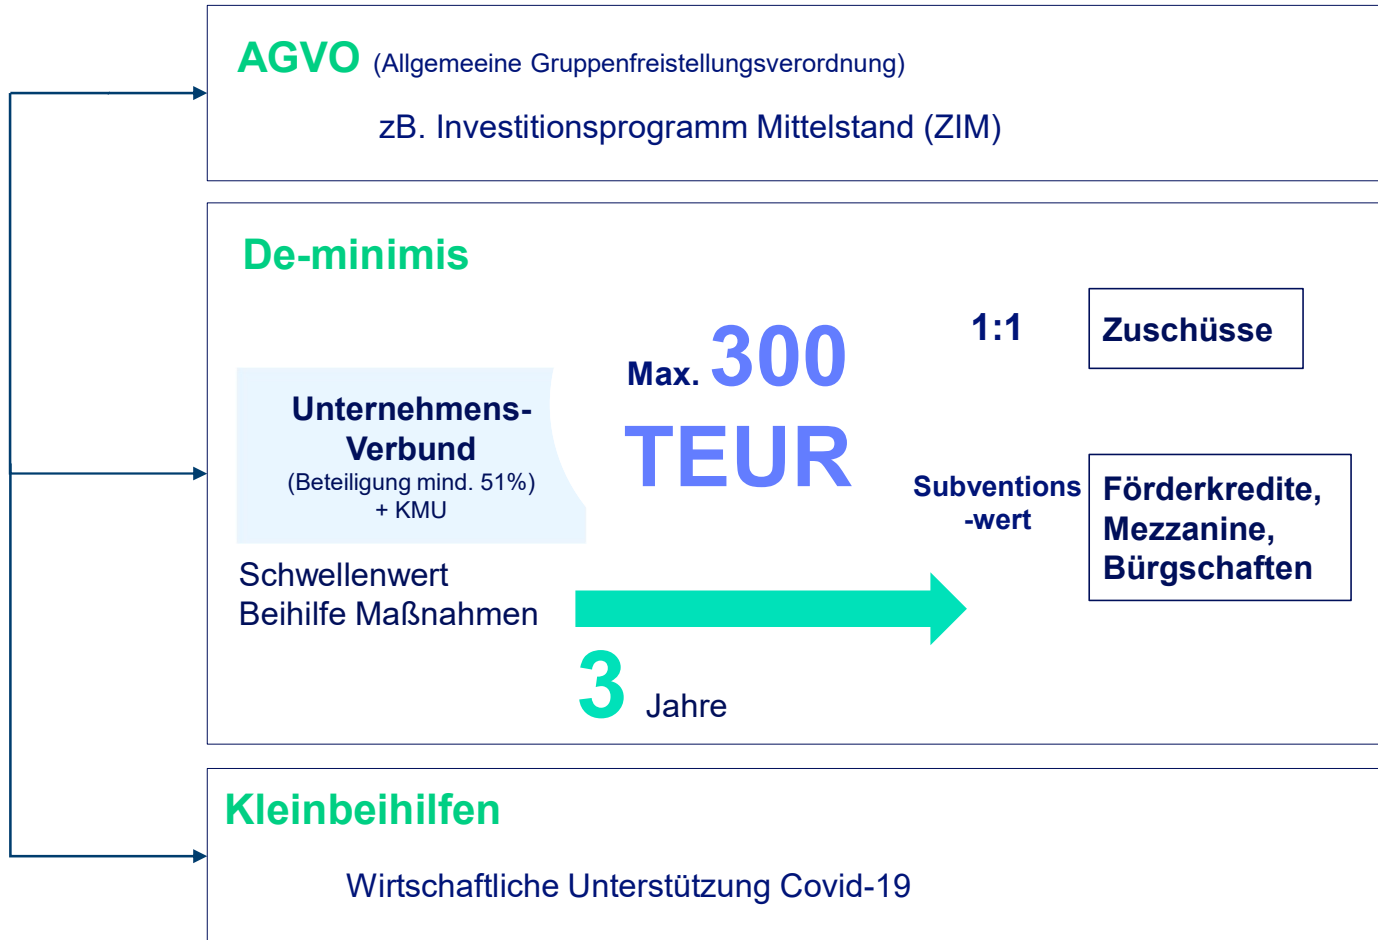 AGVO (Allgemeeine Gruppenfreistellungsverordnung)
zB. Investitionsprogramm Mittelstand (ZIM)
De-minimis
Unternehmens-
Verbund
(Beteiligung mind. 51%)
+ KMU
Max. 300
TEUR
1:1
Zuschüsse
Subventions
-wert
Förderkredite,
Mezzanine,
Bürgschaften
Schwellenwert
Beihilfe Maßnahmen
3 Jahre
Kleinbeihilfen
Wirtschaftliche Unterstützung Covid-19